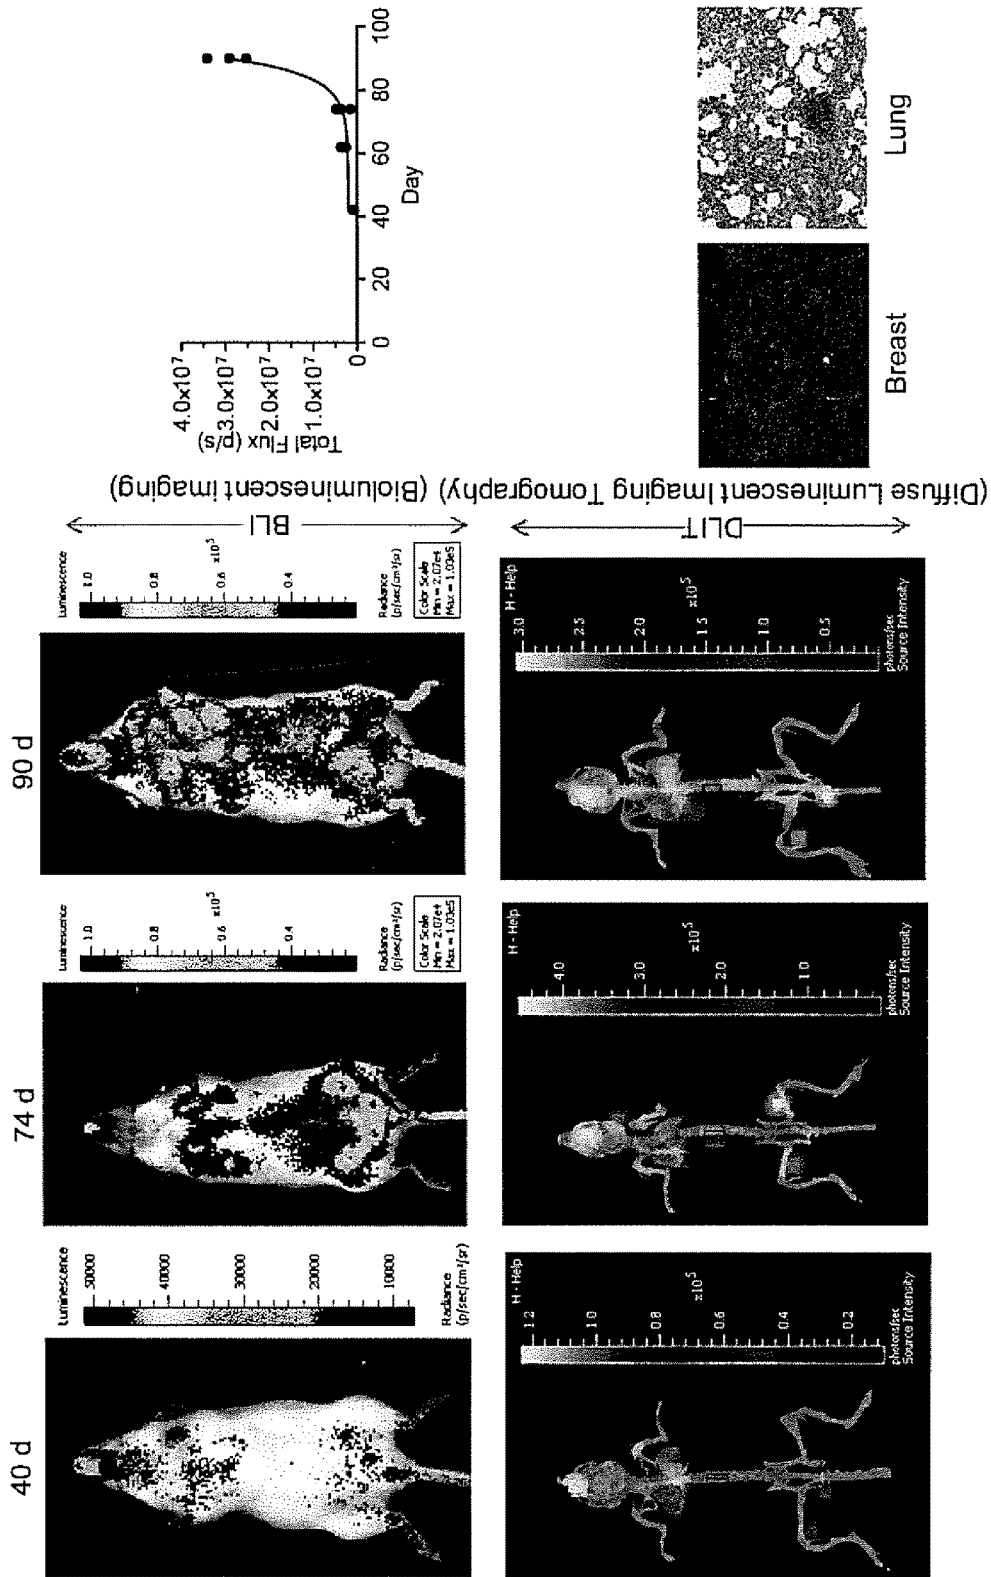 40 d
74 d
90 d
Luminescence
50000
40000
30000
20000
10000
Radiance
(p/sec/cm²/sr)
Luminescence
1.0
0.8
x10⁵
0.6
0.4
Radiance
(p/sec/cm²/sr)
Color Scale
Min = 2.07e4
Max = 1.03e5
Luminescence
1.0
0.8
x10⁵
0.6
0.4
Radiance
(p/sec/cm²/sr)
Color Scale
Min = 2.07e4
Max = 1.03e5
BLI
(Bioluminescent imaging)
H - Help
1.2
1.0
0.8
x10⁵
0.6
0.4
0.2
photons/sec
Source Intensity
H - Help
4.0
3.0
x10⁵
2.0
1.0
photons/sec
Source Intensity
H - Help
3.0
2.5
2.0
x10⁵
1.5
1.0
0.5
photons/sec
Source Intensity
DLIT
(Diffuse Luminescent Imaging Tomography)
Total Flux (p/s)
4.0x10⁷
3.0x10⁷
2.0x10⁷
1.0x10⁷
0
0 20 40 60 80 100
Day
Breast
Lung